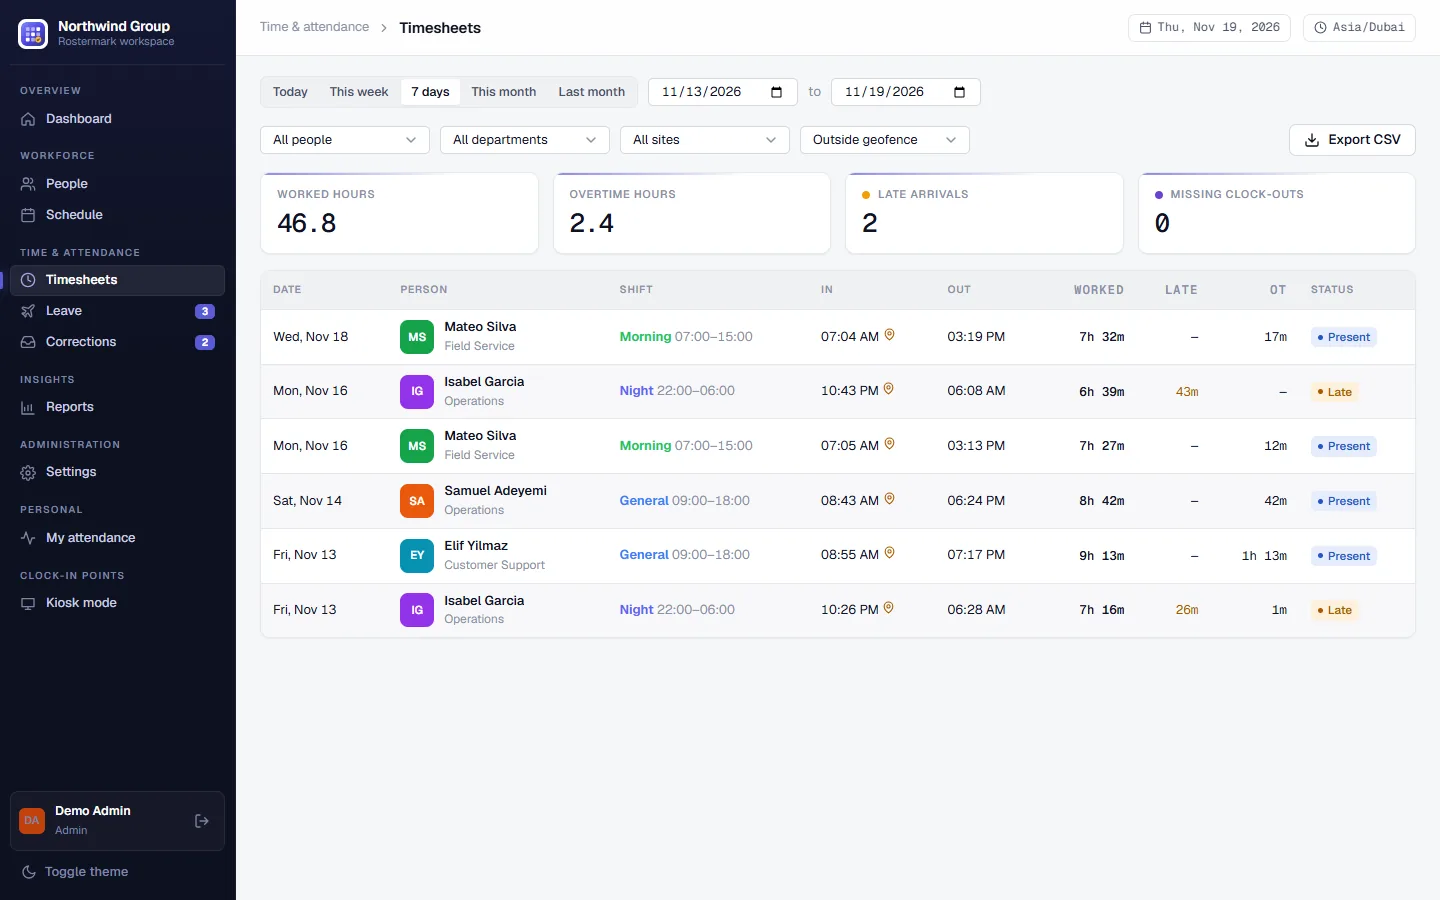 Northwind Group
Rostermark workspace
OVERVIEW
Dashboard
WORKFORCE
People
Schedule
TIME & ATTENDANCE
Timesheets
Leave 3
Corrections 2
INSIGHTS
Reports
ADMINISTRATION
Settings
PERSONAL
My attendance
CLOCK-IN POINTS
Kiosk mode
DA Demo Admin
Admin
Toggle theme
Time & attendance > Timesheets
Thu, Nov 19, 2026
Asia/Dubai
Today This week 7 days This month Last month 11/13/2026 to 11/19/2026
All people All departments All sites Outside geofence Export CSV
WORKED HOURS
46.8
OVERTIME HOURS
2.4
LATE ARRIVALS
2
MISSING CLOCK-OUTS
0
DATE PERSON SHIFT IN OUT WORKED LATE OT STATUS
Wed, Nov 18 MS Mateo Silva Field Service Morning 07:00–15:00 07:04 AM 03:19 PM 7h 32m – 17m Present
Mon, Nov 16 IG Isabel Garcia Operations Night 22:00–06:00 10:43 PM 06:08 AM 6h 39m 43m – Late
Mon, Nov 16 MS Mateo Silva Field Service Morning 07:00–15:00 07:05 AM 03:13 PM 7h 27m – 12m Present
Sat, Nov 14 SA Samuel Adeyemi Operations General 09:00–18:00 08:43 AM 06:24 PM 8h 42m – 42m Present
Fri, Nov 13 EY Elif Yilmaz Customer Support General 09:00–18:00 08:55 AM 07:17 PM 9h 13m – 1h 13m Present
Fri, Nov 13 IG Isabel Garcia Operations Night 22:00–06:00 10:26 PM 06:28 AM 7h 16m 26m 1m Late